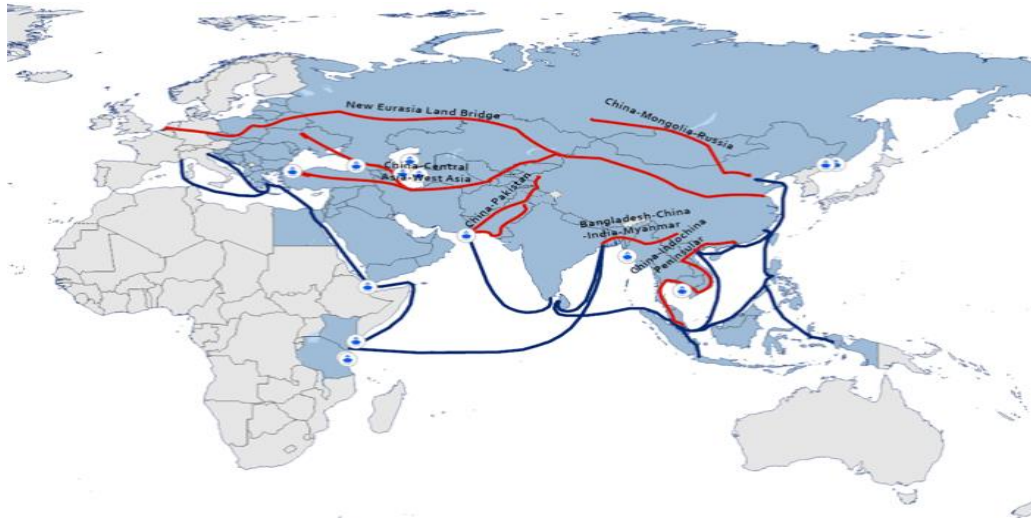 New Eurasia Land Bridge
China-Mongolia-Russia
China-Central
Asia-West Asia
China-Pakistan
Bangladesh-China
-India-Myanmar
China-Indochina
Peninsular